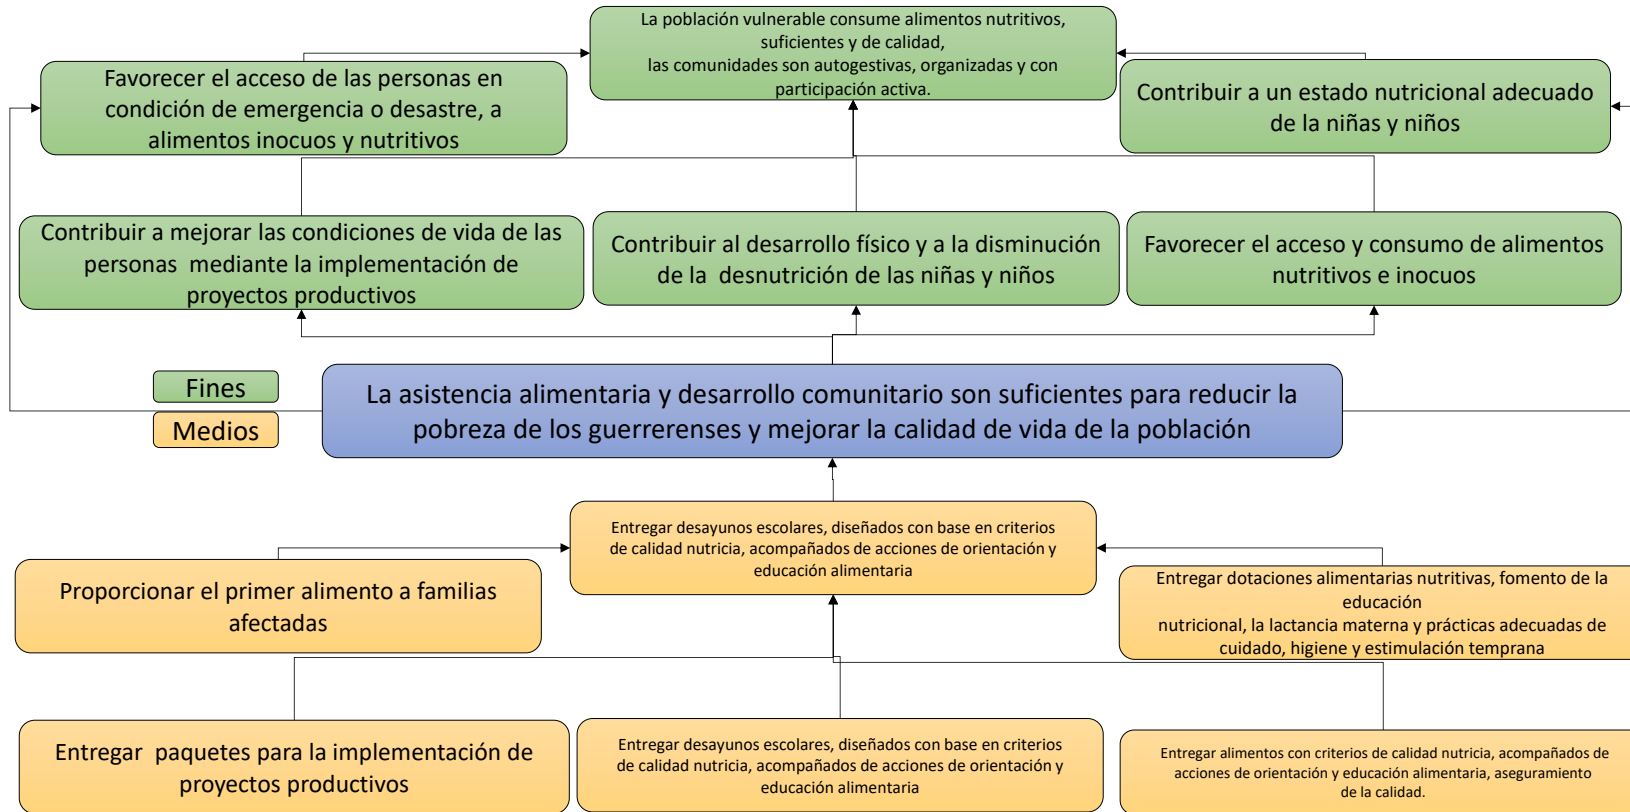 La población vulnerable consume alimentos nutritivos,
suficientes y de calidad,
las comunidades son autogestivas, organizadas y con
participación activa.
Favorecer el acceso de las personas en
condición de emergencia o desastre, a
alimentos inocuos y nutritivos
Contribuir a un estado nutricional adecuado
de la niñas y niños
Contribuir a mejorar las condiciones de vida de las
personas mediante la implementación de
proyectos productivos
Contribuir al desarrollo físico y a la disminución
de la desnutrición de las niñas y niños
Favorecer el acceso y consumo de alimentos
nutritivos e inocuos
Fines
Medios
La asistencia alimentaria y desarrollo comunitario son suficientes para reducir la
pobreza de los guerrerenses y mejorar la calidad de vida de la población
Entregar desayunos escolares, diseñados con base en criterios
de calidad nutricia, acompañados de acciones de orientación y
educación alimentaria
Proporcionar el primer alimento a familias
afectadas
Entregar dotaciones alimentarias nutritivas, fomento de la
educación
nutricional, la lactancia materna y prácticas adecuadas de
cuidado, higiene y estimulación temprana
Entregar paquetes para la implementación de
proyectos productivos
Entregar desayunos escolares, diseñados con base en criterios
de calidad nutricia, acompañados de acciones de orientación y
educación alimentaria
Entregar alimentos con criterios de calidad nutricia, acompañados de
acciones de orientación y educación alimentaria, aseguramiento
de la calidad.